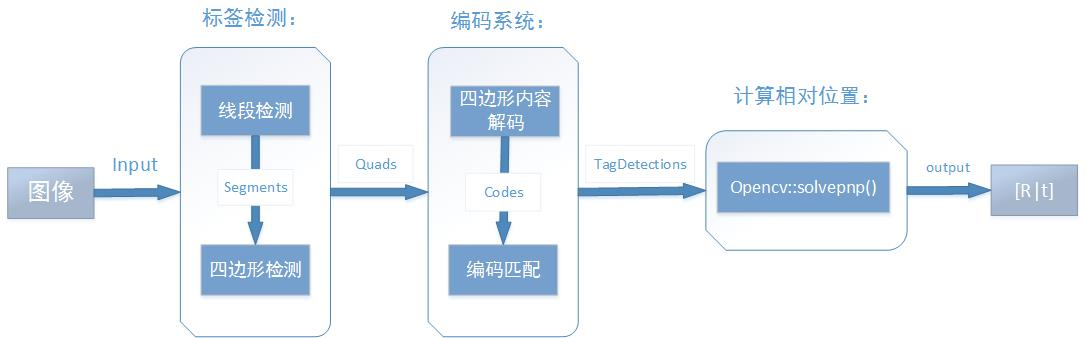 标签检测：
编码系统：
计算相对位置：
图像
Input
线段检测
Segments
四边形检测
Quads
四边形内容
解码
Codes
编码匹配
TagDetections
Opencv::solvepnp()
output
[R|t]